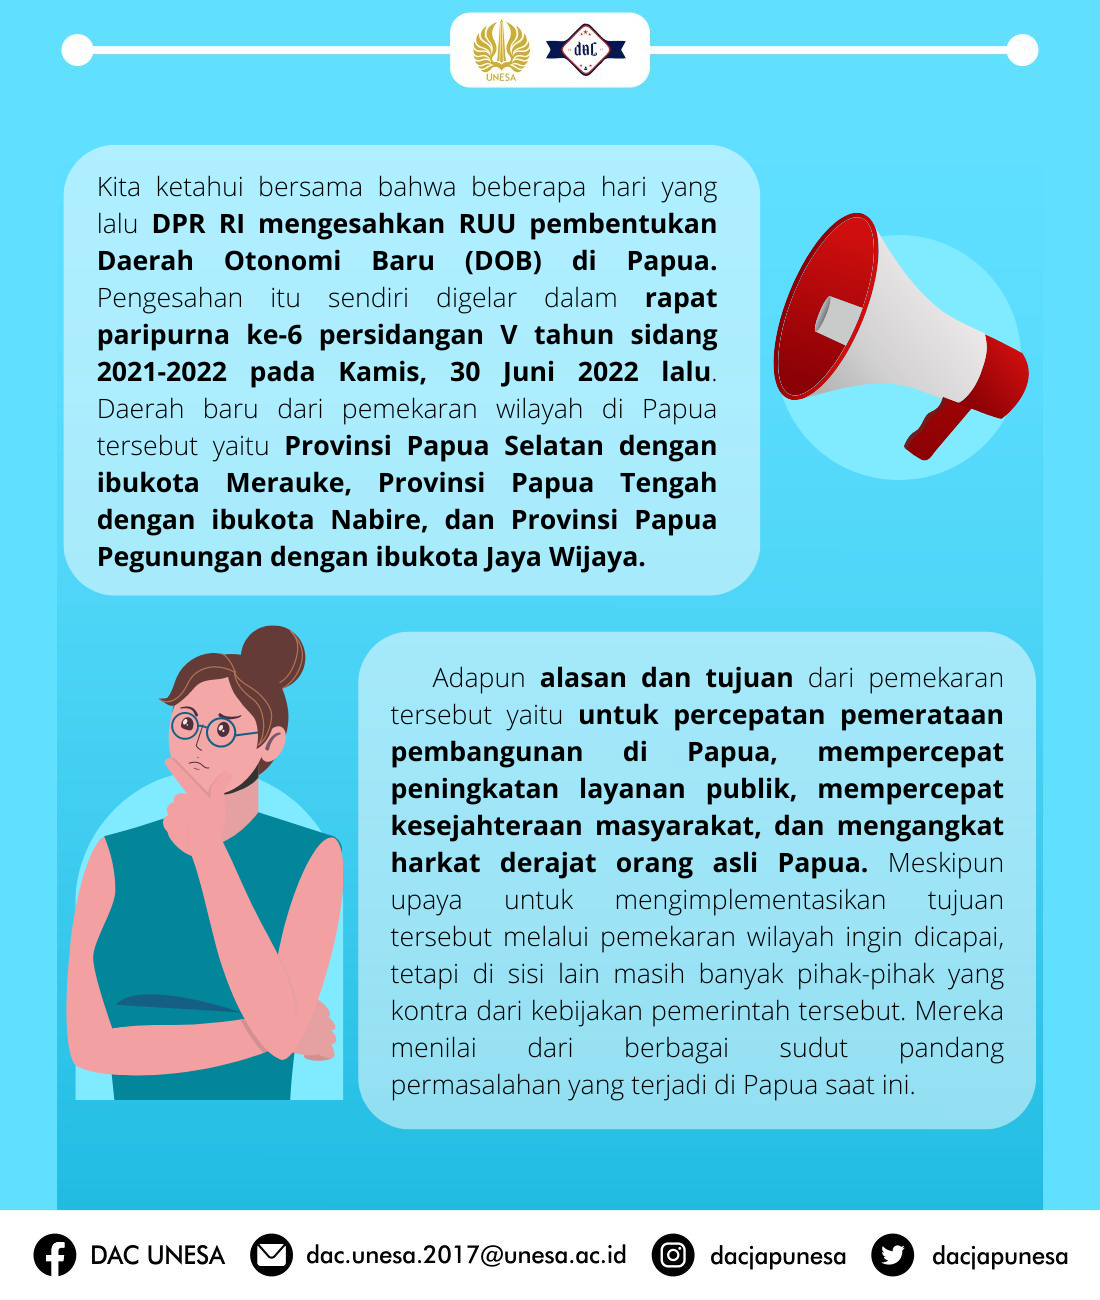 UNESA
dAC
Kita ketahui bersama bahwa beberapa hari yang
lalu DPR RI mengesahkan RUU pembentukan
Daerah Otonomi Baru (DOB) di Papua.
Pengesahan itu sendiri digelar dalam rapat
paripurna ke-6 persidangan V tahun sidang
2021-2022 pada Kamis, 30 Juni 2022 lalu.
Daerah baru dari pemekaran wilayah di Papua
tersebut yaitu Provinsi Papua Selatan dengan
ibukota Merauke, Provinsi Papua Tengah
dengan ibukota Nabire, dan Provinsi Papua
Pegunungan dengan ibukota Jaya Wijaya.
Adapun alasan dan tujuan dari pemekaran
tersebut yaitu untuk percepatan pemerataan
pembangunan di Papua, mempercepat
peningkatan layanan publik, mempercepat
kesejahteraan masyarakat, dan mengangkat
harkat derajat orang asli Papua. Meskipun
upaya untuk mengimplementasikan tujuan
tersebut melalui pemekaran wilayah ingin dicapai,
tetapi di sisi lain masih banyak pihak-pihak yang
kontra dari kebijakan pemerintah tersebut. Mereka
menilai dari berbagai sudut pandang
permasalahan yang terjadi di Papua saat ini.
DAC UNESA dac.unesa.2017@unesa.ac.id dacjapunesa dacjapunesa